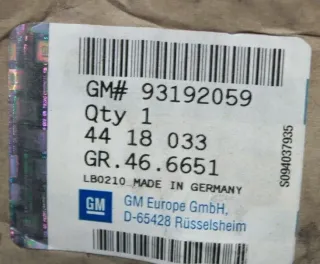 GM# 93192059
Qty 1
44 18 033
GR.46.6651
LB0210 MADE IN GERMANY
GM
GM Europe GmbH,
D-65428 Rüsselsheim
S094037935